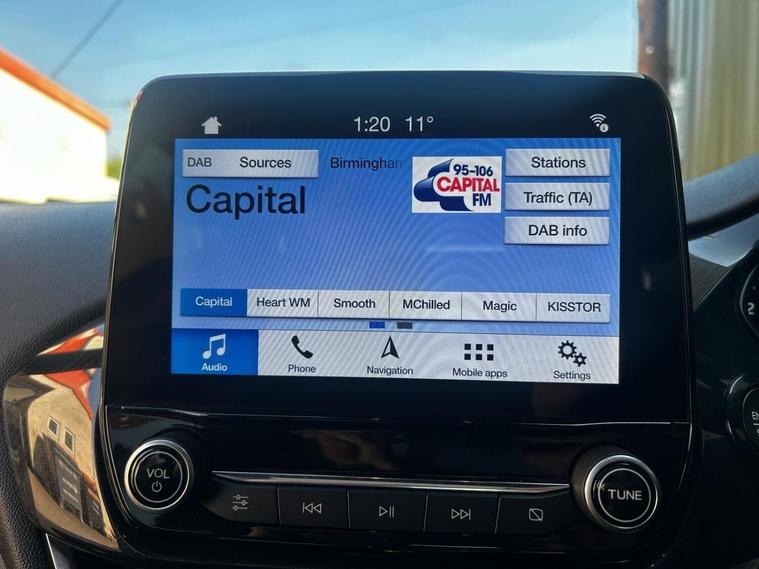 1:20 11°
DAB Sources
Birmingham
95-106
CAPITAL
FM
Stations
Capital
Traffic (TA)
DAB info
Capital Heart WM Smooth MChilled Magic KISSTOR
Audio Phone Navigation Mobile apps Settings
VOL
TUNE